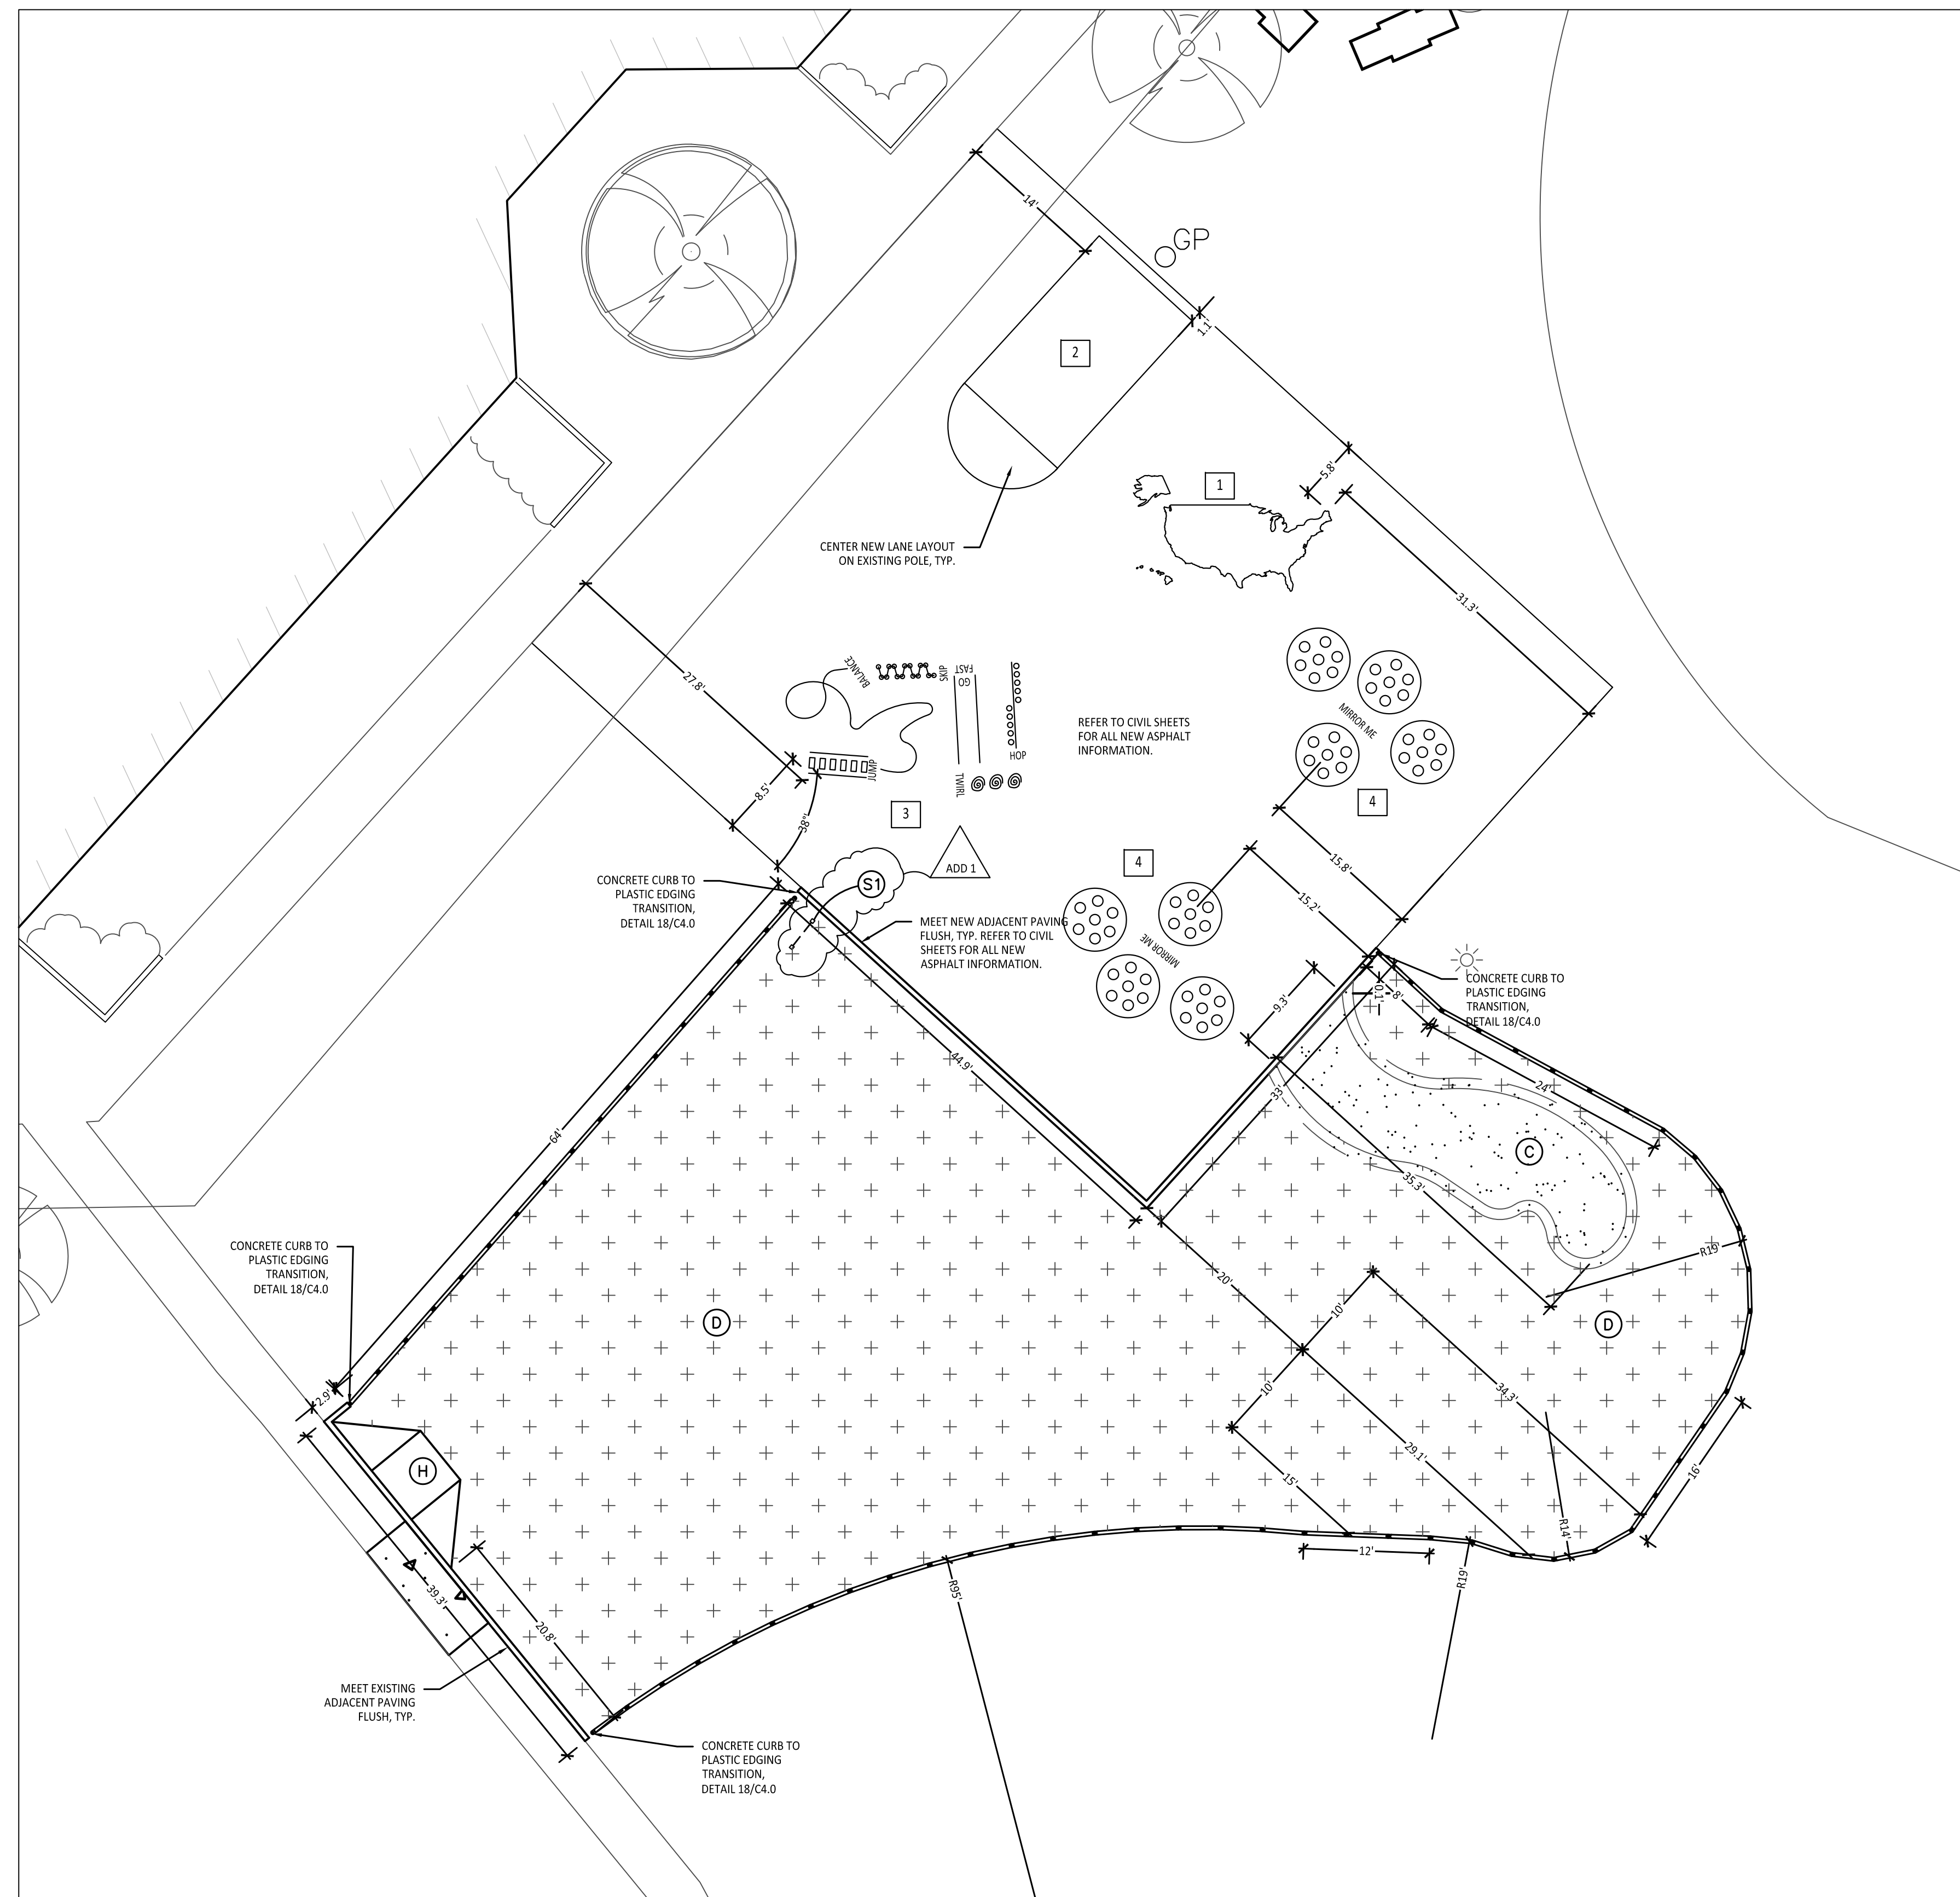 GP
14'
1.1'
2
5.8'
1
CENTER NEW LANE LAYOUT
ON EXISTING POLE, TYP.
31.3'
27.8'
BALANCE
SKIP
FAST
GO
HOP
JUMP
TWIRL
REFER TO CIVIL SHEETS
FOR ALL NEW ASPHALT
INFORMATION.
MIRROR ME
8.5'
38"
3
4
4
15.8'
15.2'
ADD 1
S1
CONCRETE CURB TO
PLASTIC EDGING
TRANSITION,
DETAIL 18/C4.0
MEET NEW ADJACENT PAVING
FLUSH, TYP. REFER TO CIVIL
SHEETS FOR ALL NEW
ASPHALT INFORMATION.
MIRROR ME
CONCRETE CURB TO
PLASTIC EDGING
TRANSITION,
DETAIL 18/C4.0
0.1'
8'
9.3'
44.9'
33'
24'
64'
C
35.3'
R19'
CONCRETE CURB TO
PLASTIC EDGING
TRANSITION,
DETAIL 18/C4.0
20'
10'
D
D
10'
34.3'
2.9'
29.1'
15'
16'
H
R14'
12'
R19'
R95'
39.3'
20.8'
MEET EXISTING
ADJACENT PAVING
FLUSH, TYP.
CONCRETE CURB TO
PLASTIC EDGING
TRANSITION,
DETAIL 18/C4.0